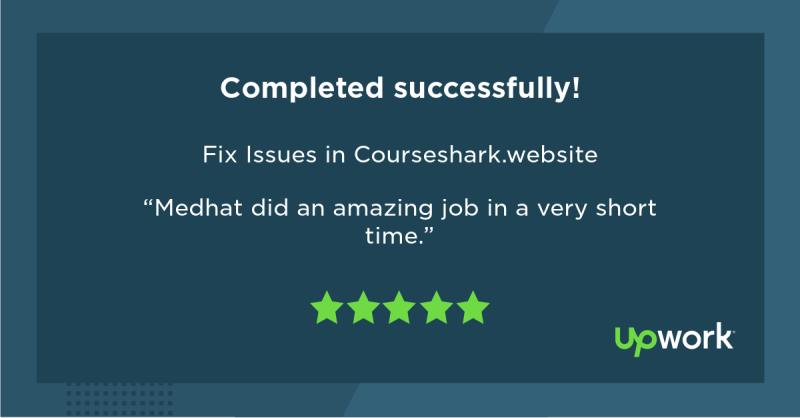 Completed successfully!
Fix Issues in Courseshark.website
“Medhat did an amazing job in a very short
time.”
upwork